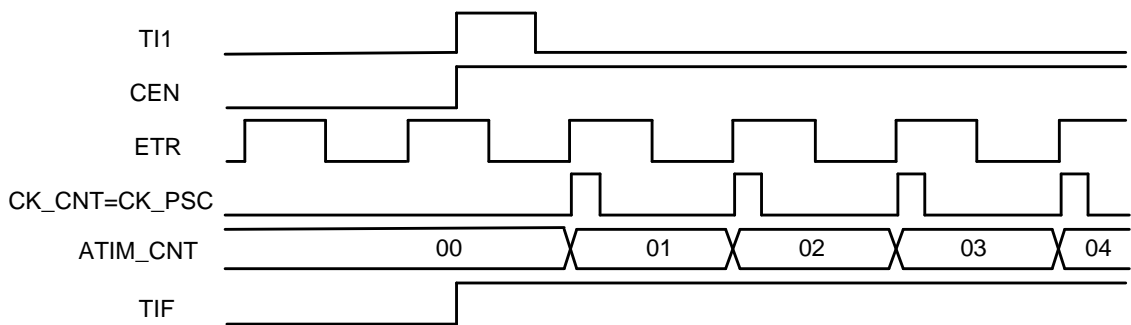 TI1
CEN
ETR
CK_CNT=CK_PSC
ATIM_CNT 00 01 02 03 04
TIF